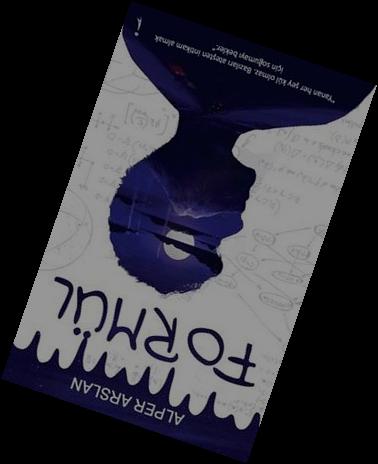 ALPER ARSLAN
FORMÜL
"Yanan her şey kül olmaz. Bazıları ateşten intikam almak
için soğumayı bekler."